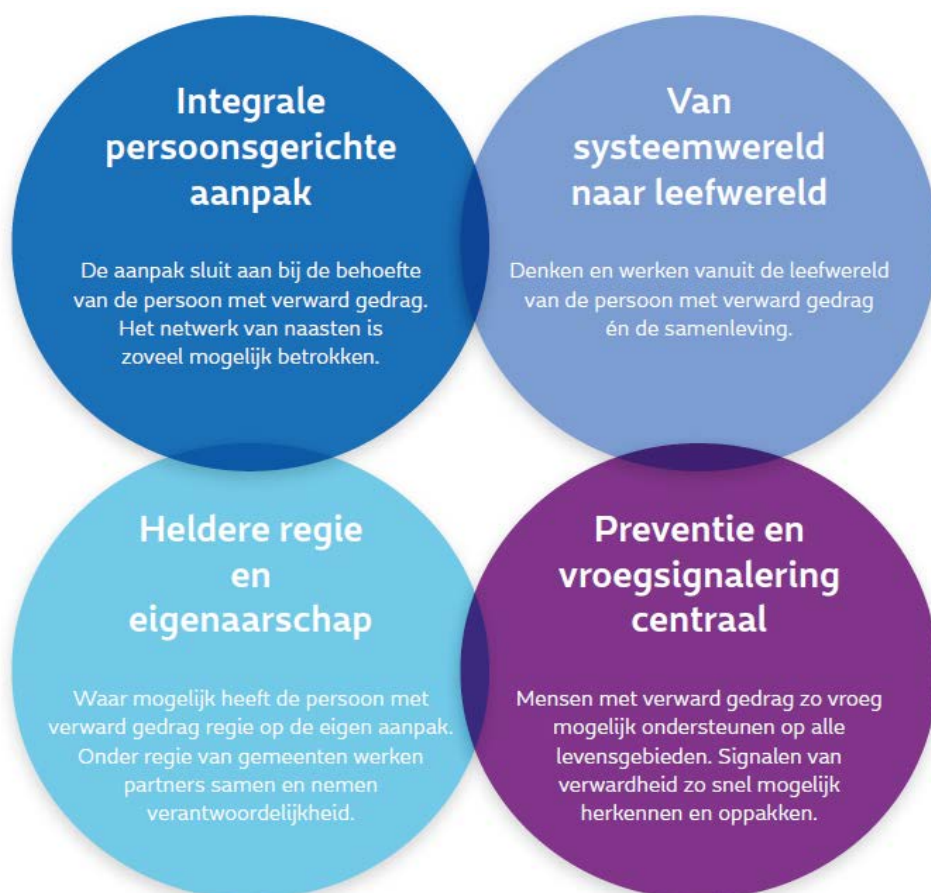 Integrale
persoonsgerichte
aanpak
De aanpak sluit aan bij de behoefte
van de persoon met verward gedrag.
Het netwerk van naasten is
zoveel mogelijk betrokken.
Van
systeemwereld
naar leefwereld
Denken en werken vanuit de leefwereld
van de persoon met verward gedrag
én de samenleving.
Heldere regie
en
eigenaarschap
Waar mogelijk heeft de persoon met
verward gedrag regie op de eigen aanpak.
Onder regie van gemeenten werken
partners samen en nemen
verantwoordelijkheid.
Preventie en
vroegsignalering
centraal
Mensen met verward gedrag zo vroeg
mogelijk ondersteunen op alle
levensgebieden. Signalen van
verwardheid zo snel mogelijk
herkennen en oppakken.